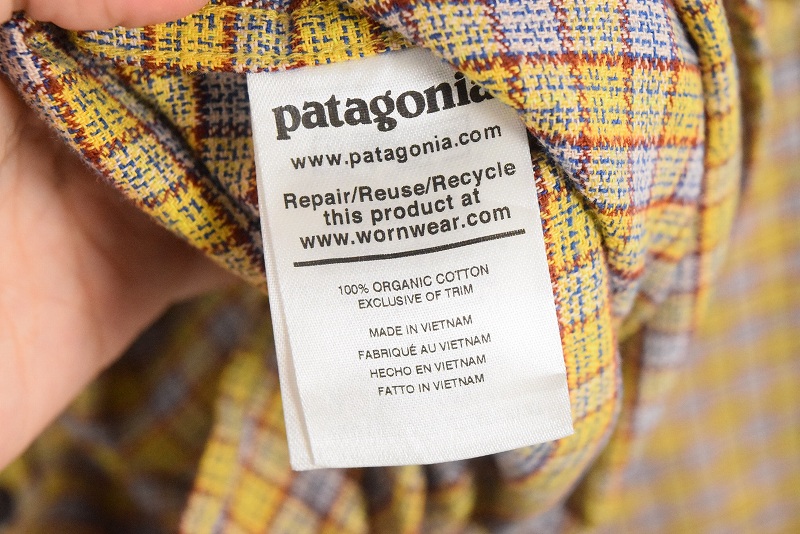 patagonia
www.patagonia.com
Repair/Reuse/Recycle
this product at
www.wornwear.com
100% ORGANIC COTTON
EXCLUSIVE OF TRIM
MADE IN VIETNAM
FABRIQUÉ AU VIETNAM
HECHO EN VIETNAM
FATTO IN VIETNAM